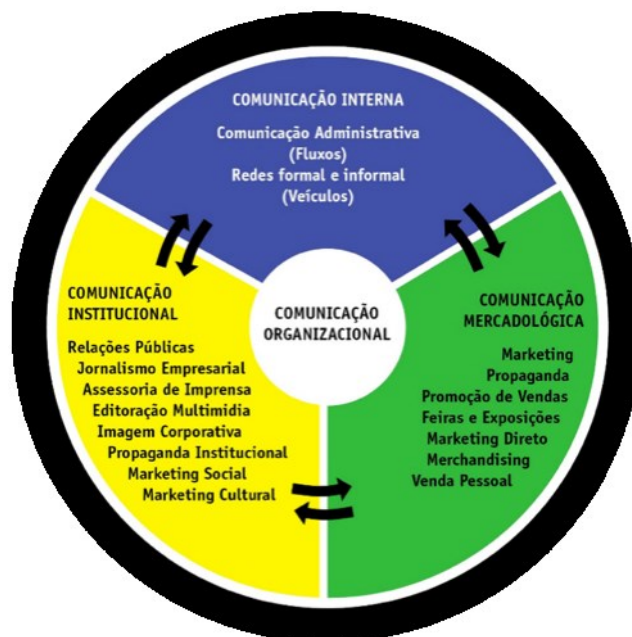 COMUNICAÇÃO INTERNA
Comunicação Administrativa
(Fluxos)
Redes formal e informal
(Veículos)
COMUNICAÇÃO
INSTITUCIONAL
Relações Públicas
Jornalismo Empresarial
Assessoria de Imprensa
Editoração Multimidia
Imagem Corporativa
Propaganda Institucional
Marketing Social
Marketing Cultural
COMUNICAÇÃO
ORGANIZACIONAL
COMUNICAÇÃO
MERCADOLÓGICA
Marketing
Propaganda
Promoção de Vendas
Feiras e Exposições
Marketing Direto
Merchandising
Venda Pessoal